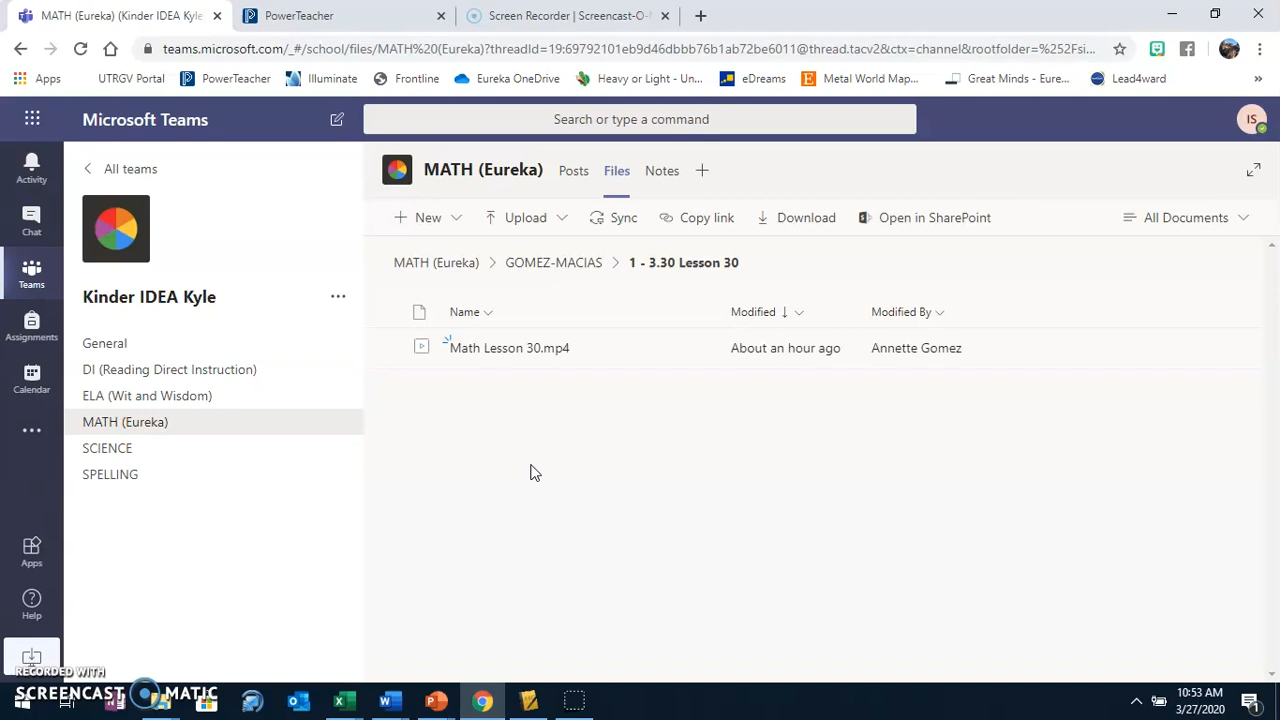 MATH (Eureka) (Kinder IDEA Kyle
PowerTeacher
Screen Recorder | Screencast-O-
teams.microsoft.com/_#/school/files/MATH%20(Eureka)?threadId=19:69792101eb9d46dbbb76b1ab72be6011@thread.tacv2&ctx=channel&rootfolder=%252Fsi...
Apps
UTRGV Portal
PowerTeacher
Illuminate
Frontline
Eureka OneDrive
Heavy or Light - Un...
eDreams
Metal World Map...
Great Minds - Eure...
Lead4ward
Microsoft Teams
Search or type a command
IS
Activity
Chat
Teams
Assignments
Calendar
Apps
Help
All teams
Kinder IDEA Kyle
General
DI (Reading Direct Instruction)
ELA (Wit and Wisdom)
MATH (Eureka)
SCIENCE
SPELLING
MATH (Eureka)
Posts
Files
Notes
New
Upload
Sync
Copy link
Download
Open in SharePoint
All Documents
MATH (Eureka) > GOMEZ-MACIAS > 1 - 3.30 Lesson 30
Name
Modified
Modified By
Math Lesson 30.mp4
About an hour ago
Annette Gomez
RECORDED WITH
SCREENCAST MATIC
10:53 AM
3/27/2020